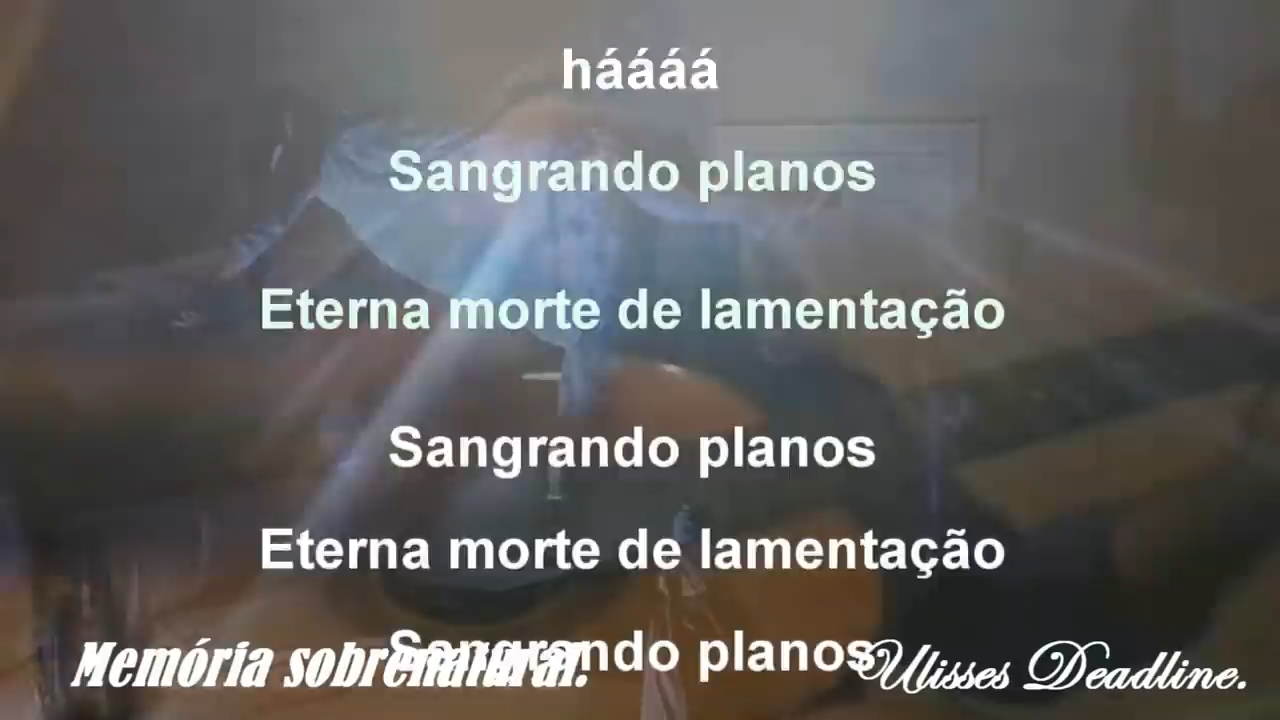 háááá
Sangrando planos
Eterna morte de lamentação
Sangrando planos
Eterna morte de lamentação
Sangrando planos
Memória sobrenatural.
Ulisses Deadline.